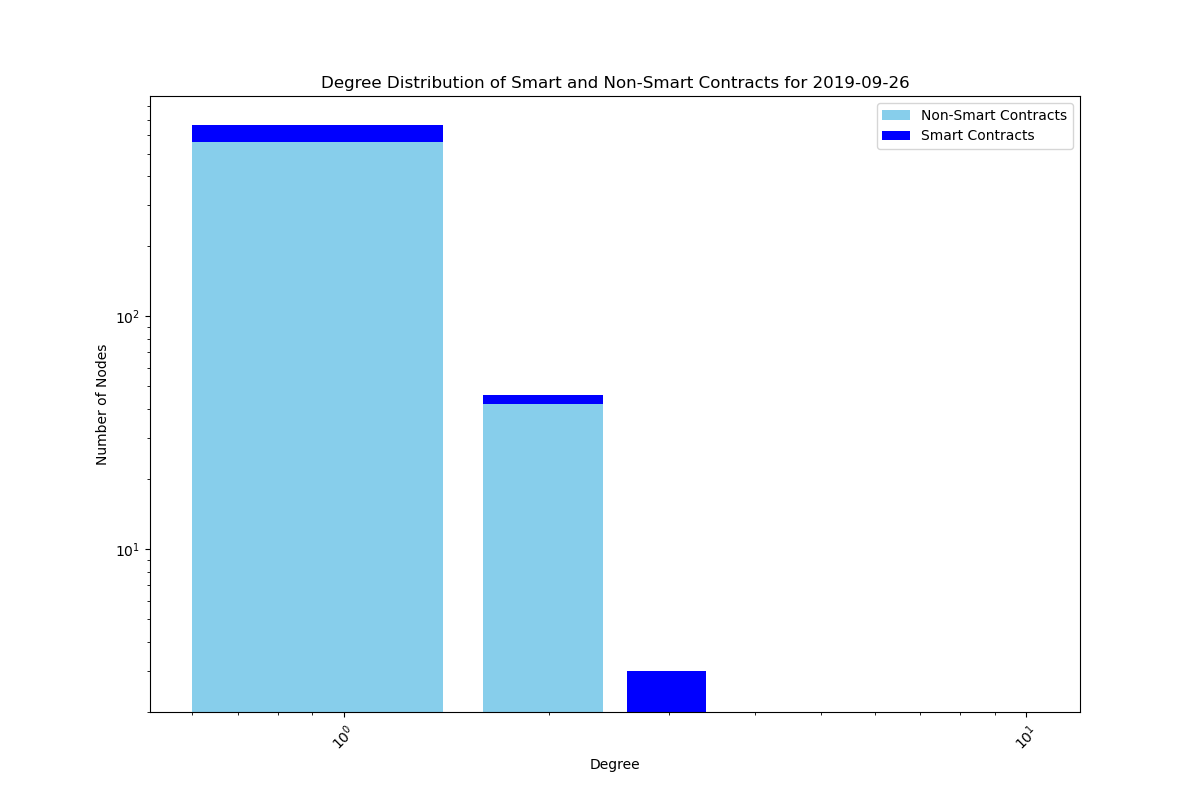 Degree Distribution of Smart and Non-Smart Contracts for 2019-09-26
Non-Smart Contracts
Smart Contracts
Number of Nodes
10²
10¹
10⁰
10¹
Degree